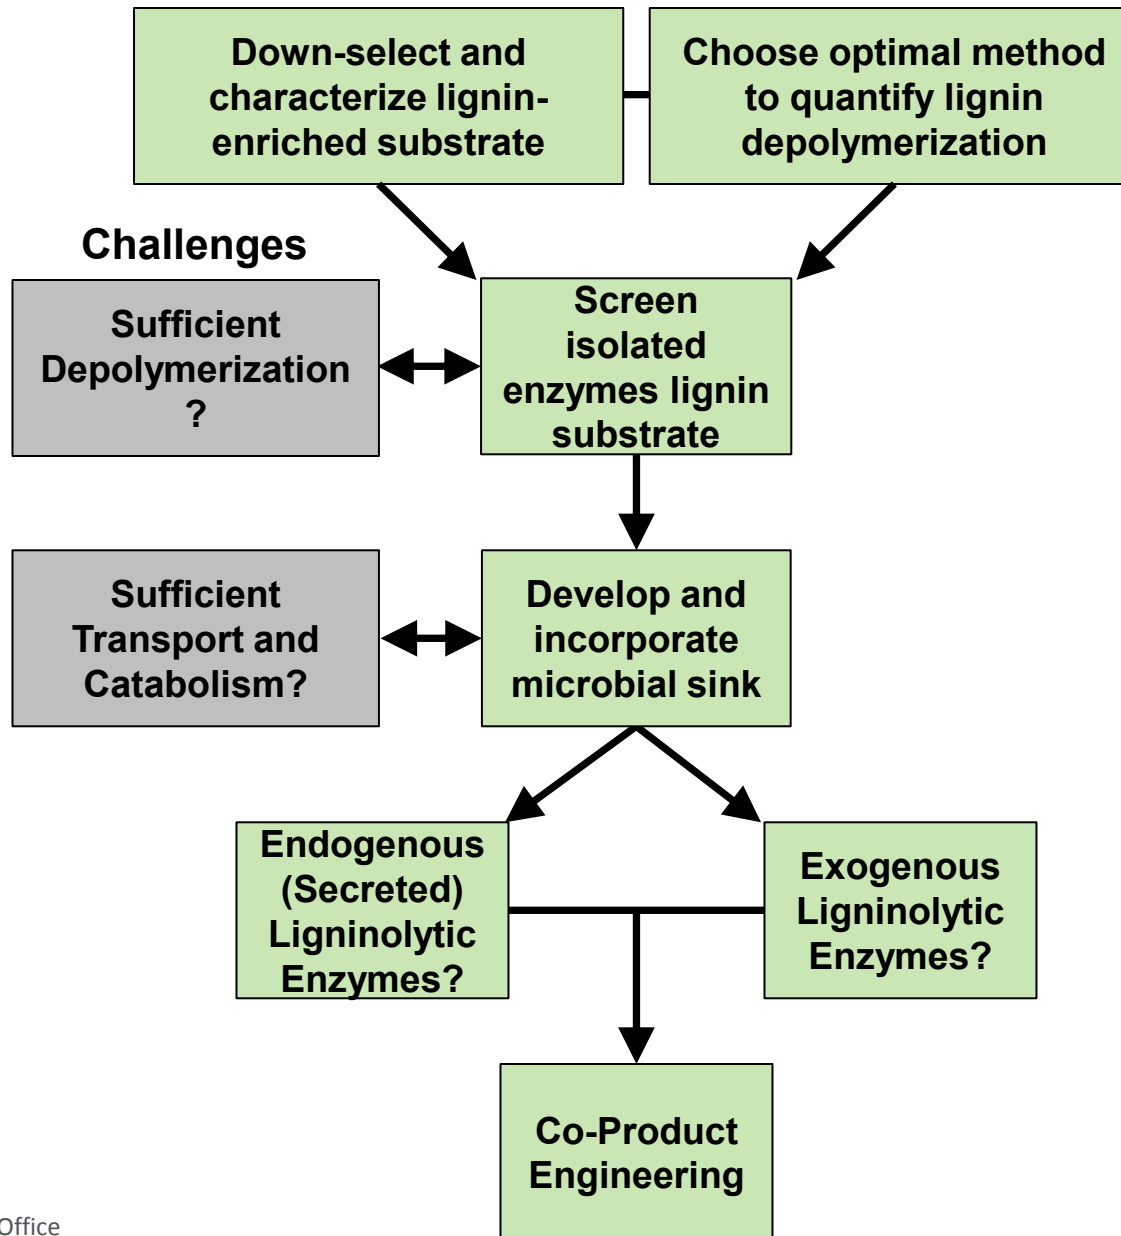 Down-select and
characterize lignin-
enriched substrate
Choose optimal method
to quantify lignin
depolymerization
Challenges
Sufficient
Depolymerization
?
Screen
isolated
enzymes lignin
substrate
Sufficient
Transport and
Catabolism?
Develop and
incorporate
microbial sink
Endogenous
(Secreted)
Ligninolytic
Enzymes?
Exogenous
Ligninolytic
Enzymes?
Co-Product
Engineering
Office